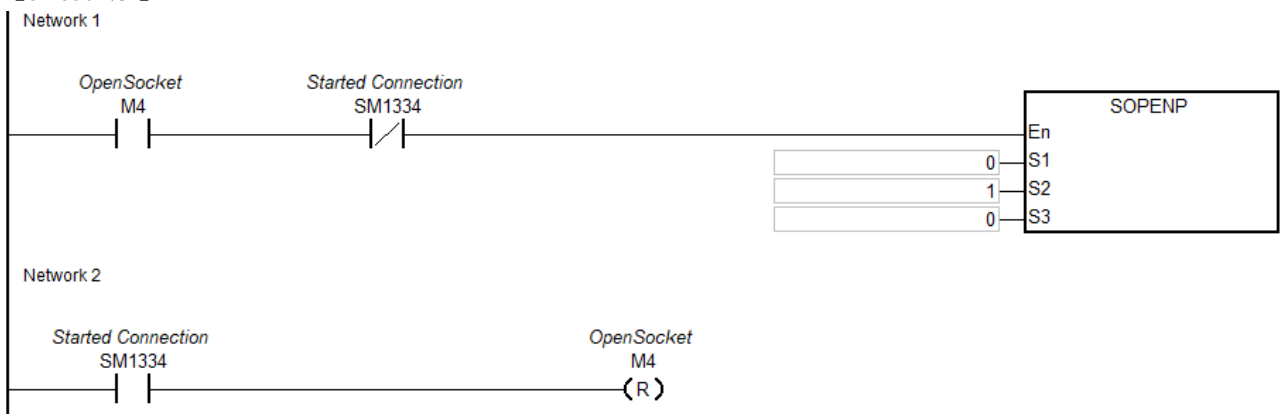 Network 1
OpenSocket Started Connection
M4 SM1334 SOPENP
En
0 S1
1 S2
0 S3
Network 2
Started Connection OpenSocket
SM1334 M4
R